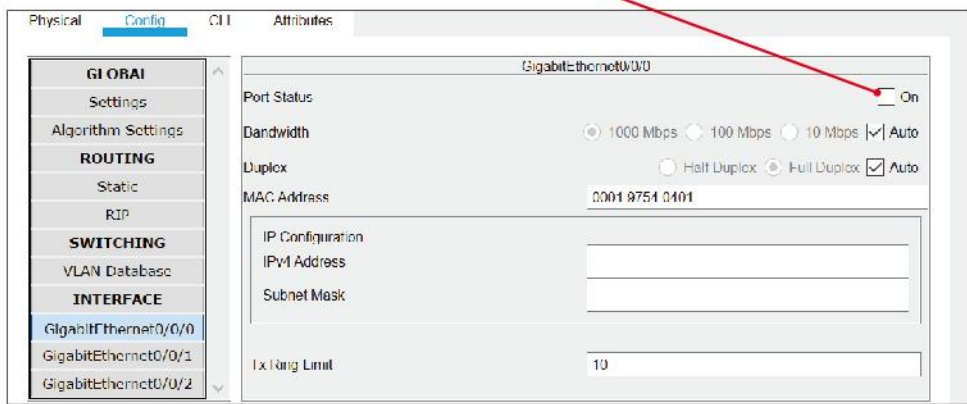 Physical Config CLI Attributes
GLOBAL
Settings
Algorithm Settings
ROUTING
Static
RIP
SWITCHING
VLAN Database
INTERFACE
GigabitEthernet0/0/0
GigabitEthernet0/0/1
GigabitEthernet0/0/2
GigabitEthernet0/0/0
Port Status On
Bandwidth 1000 Mbps 100 Mbps 10 Mbps Auto
Duplex Half Duplex Full Duplex Auto
MAC Address 0001.9754.0401
IP Configuration
IPv4 Address
Subnet Mask
Tx Ring Limit 10